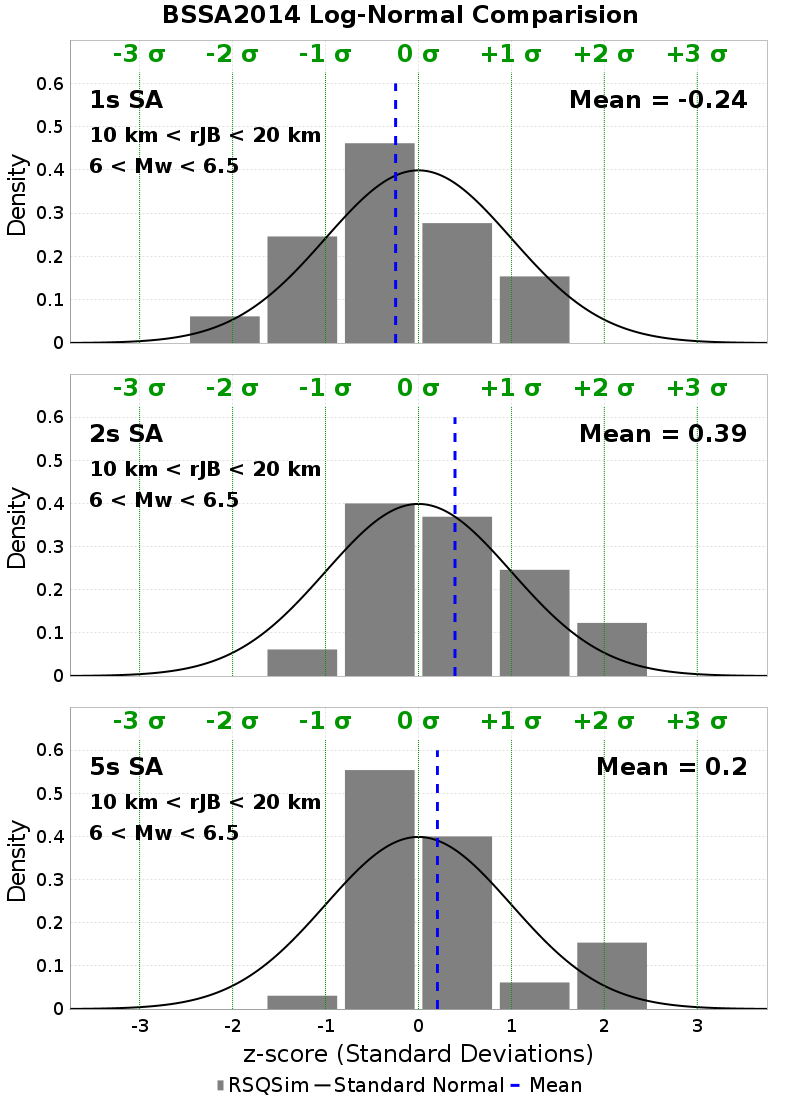 BSSA2014 Log-Normal Comparision
-3 σ -2 σ -1 σ 0 σ +1 σ +2 σ +3 σ
0.6
1s SA Mean = -0.24
0.5
10 km < rJB < 20 km
6 < Mw < 6.5
0.4
0.3
0.2
0.1
0
Density
-3 σ -2 σ -1 σ 0 σ +1 σ +2 σ +3 σ
0.6
2s SA Mean = 0.39
0.5
10 km < rJB < 20 km
6 < Mw < 6.5
0.4
0.3
0.2
0.1
0
Density
-3 σ -2 σ -1 σ 0 σ +1 σ +2 σ +3 σ
0.6
5s SA Mean = 0.2
0.5
10 km < rJB < 20 km
6 < Mw < 6.5
0.4
0.3
0.2
0.1
0
Density
-3 -2 -1 0 1 2 3
z-score (Standard Deviations)
RSQSim Standard Normal Mean